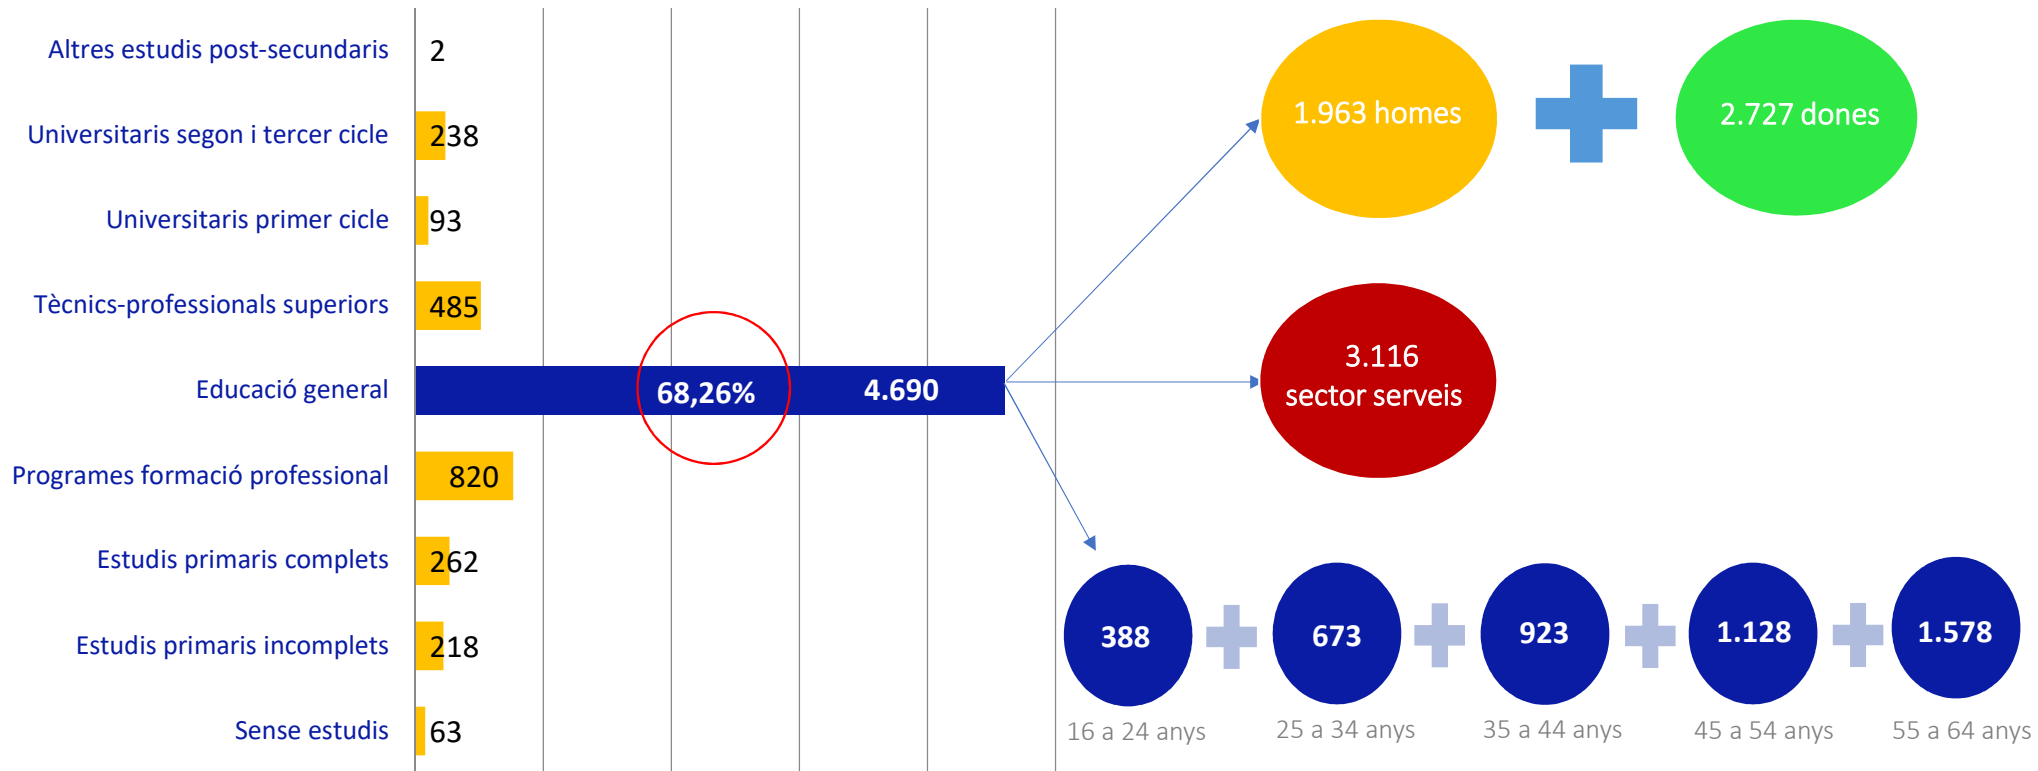 Altres estudis post-secundaris 2
Universitaris segon i tercer cicle 238
Universitaris primer cicle 93
Tècnics-professionals superiors 485
Educació general 68,26% 4.690
Programes formació professional 820
Estudis primaris complets 262
Estudis primaris incomplets 218
Sense estudis 63
1.963 homes
2.727 dones
3.116
sector serveis
388 673 923 1.128 1.578
16 a 24 anys 25 a 34 anys 35 a 44 anys 45 a 54 anys 55 a 64 anys